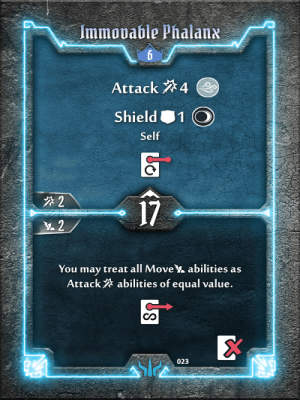 Immovable Phalanx
6
Attack 4
Shield 1
Self
2
17
2
You may treat all Move abilities as
Attack abilities of equal value.
023